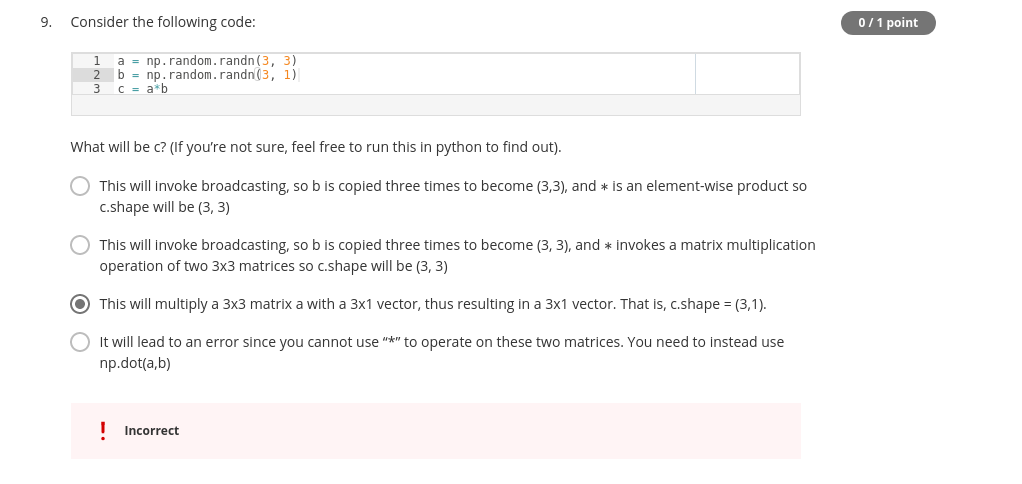 9. Consider the following code:
0 / 1 point
1 a = np.random.randn(3, 3)
2 b = np.random.randn(3, 1)
3 c = a*b
What will be c? (If you’re not sure, feel free to run this in python to find out).
This will invoke broadcasting, so b is copied three times to become (3,3), and ∗ is an element-wise product so
c.shape will be (3, 3)
This will invoke broadcasting, so b is copied three times to become (3, 3), and ∗ invokes a matrix multiplication
operation of two 3x3 matrices so c.shape will be (3, 3)
This will multiply a 3x3 matrix a with a 3x1 vector, thus resulting in a 3x1 vector. That is, c.shape = (3,1).
It will lead to an error since you cannot use “*” to operate on these two matrices. You need to instead use
np.dot(a,b)
! Incorrect